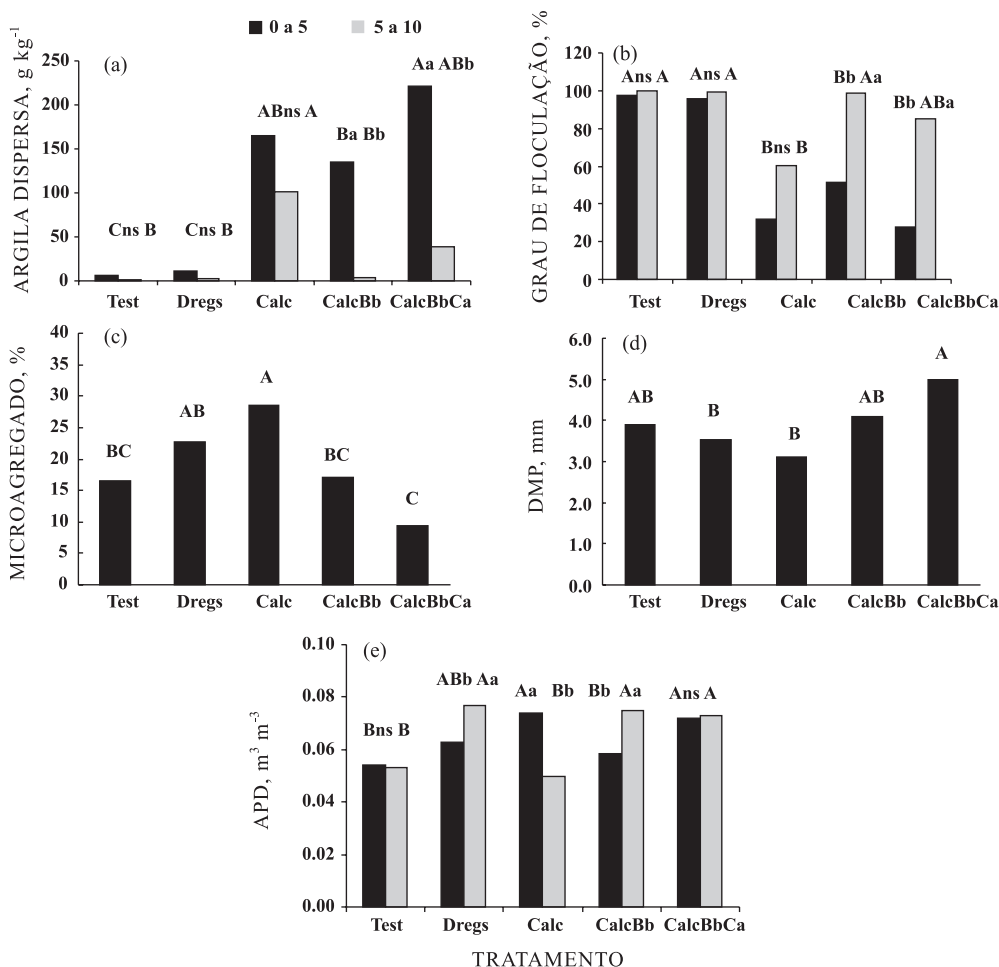 0 a 5 5 a 10
(a)
ARGILA DISPERSA, g kg-1
250
200
150
100
50
0
Cns B
Cns B
ABns A
Ba Bb
Aa ABb
Test Dregs Calc CalcBb CalcBbCa
(b)
GRAU DE FLOCULAÇÃO, %
120
100
80
60
40
20
0
Ans A
Ans A
Bns B
Bb Aa
Bb ABa
Test Dregs Calc CalcBb CalcBbCa
(c)
MICROAGREGADO, %
40
35
30
25
20
15
10
5
0
BC
AB
A
BC
C
Test Dregs Calc CalcBb CalcBbCa
(d)
DMP, mm
6.0
5.0
4.0
3.0
2.0
1.0
0.0
AB
B
B
AB
A
Test Dregs Calc CalcBb CalcBbCa
(e)
APD, m3 m-3
0.10
0.08
0.06
0.04
0.02
0.00
Bns B
ABb Aa
Aa Bb
Bb Aa
Ans A
Test Dregs Calc CalcBb CalcBbCa
TRATAMENTO